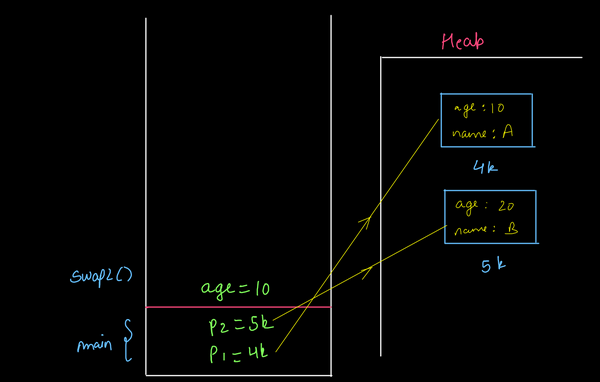 Heap
age : 10
name : A
4k
age : 20
name : B
5k
swap2()
age = 10
main
P2 = 5k
P1 = 4k